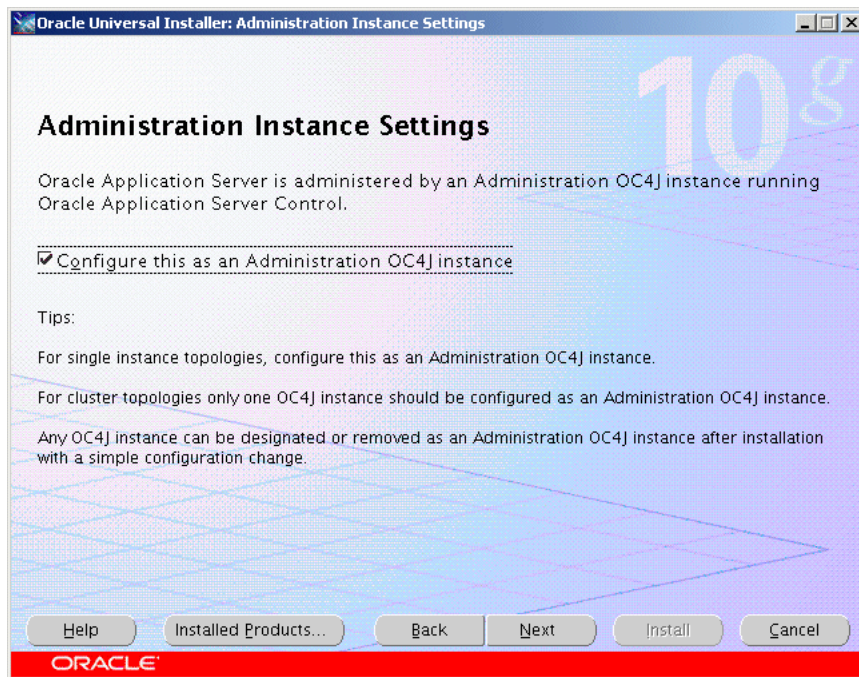 Oracle Universal Installer: Administration Instance Settings
10g
Administration Instance Settings
Oracle Application Server is administered by an Administration OC4J instance running
Oracle Application Server Control.
Configure this as an Administration OC4J instance
Tips:
For single instance topologies, configure this as an Administration OC4J instance.
For cluster topologies only one OC4J instance should be configured as an Administration OC4J instance.
Any OC4J instance can be designated or removed as an Administration OC4J instance after installation
with a simple configuration change.
Help Installed Products... Back Next Install Cancel
ORACLE